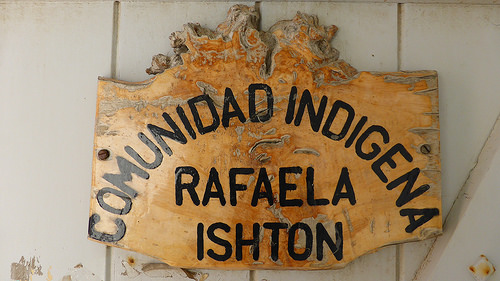 COMUNIDAD INDIGENA
RAFAELA
ISHTON